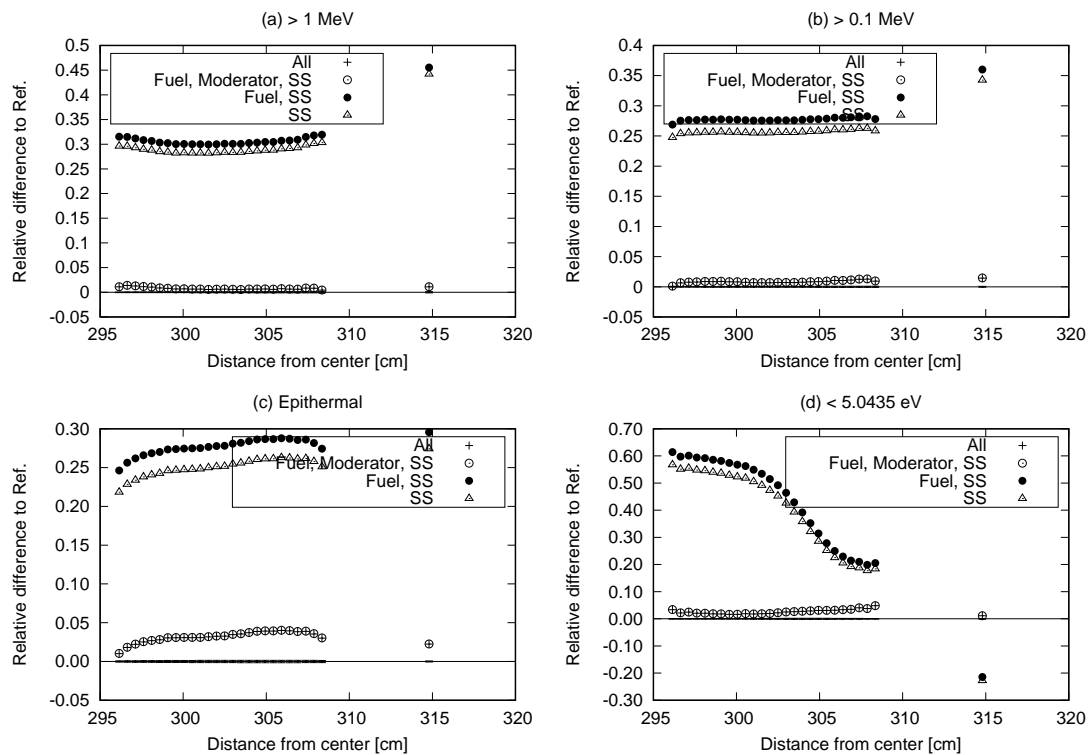 (a) > 1 MeV
Relative difference to Ref.
0.5
0.45
0.4
0.35
0.3
0.25
0.2
0.15
0.1
0.05
0
-0.05
All
Fuel, Moderator, SS
Fuel, SS
SS
295 300 305 310 315 320
Distance from center [cm]
(b) > 0.1 MeV
Relative difference to Ref.
0.4
0.35
0.3
0.25
0.2
0.15
0.1
0.05
0
-0.05
All
Fuel, Moderator, SS
Fuel, SS
SS
295 300 305 310 315 320
Distance from center [cm]
(c) Epithermal
Relative difference to Ref.
0.30
0.25
0.20
0.15
0.10
0.05
0.00
-0.05
All
Fuel, Moderator, SS
Fuel, SS
SS
295 300 305 310 315 320
Distance from center [cm]
(d) < 5.0435 eV
Relative difference to Ref.
0.70
0.60
0.50
0.40
0.30
0.20
0.10
0.00
-0.10
-0.20
-0.30
All
Fuel, Moderator, SS
Fuel, SS
SS
295 300 305 310 315 320
Distance from center [cm]